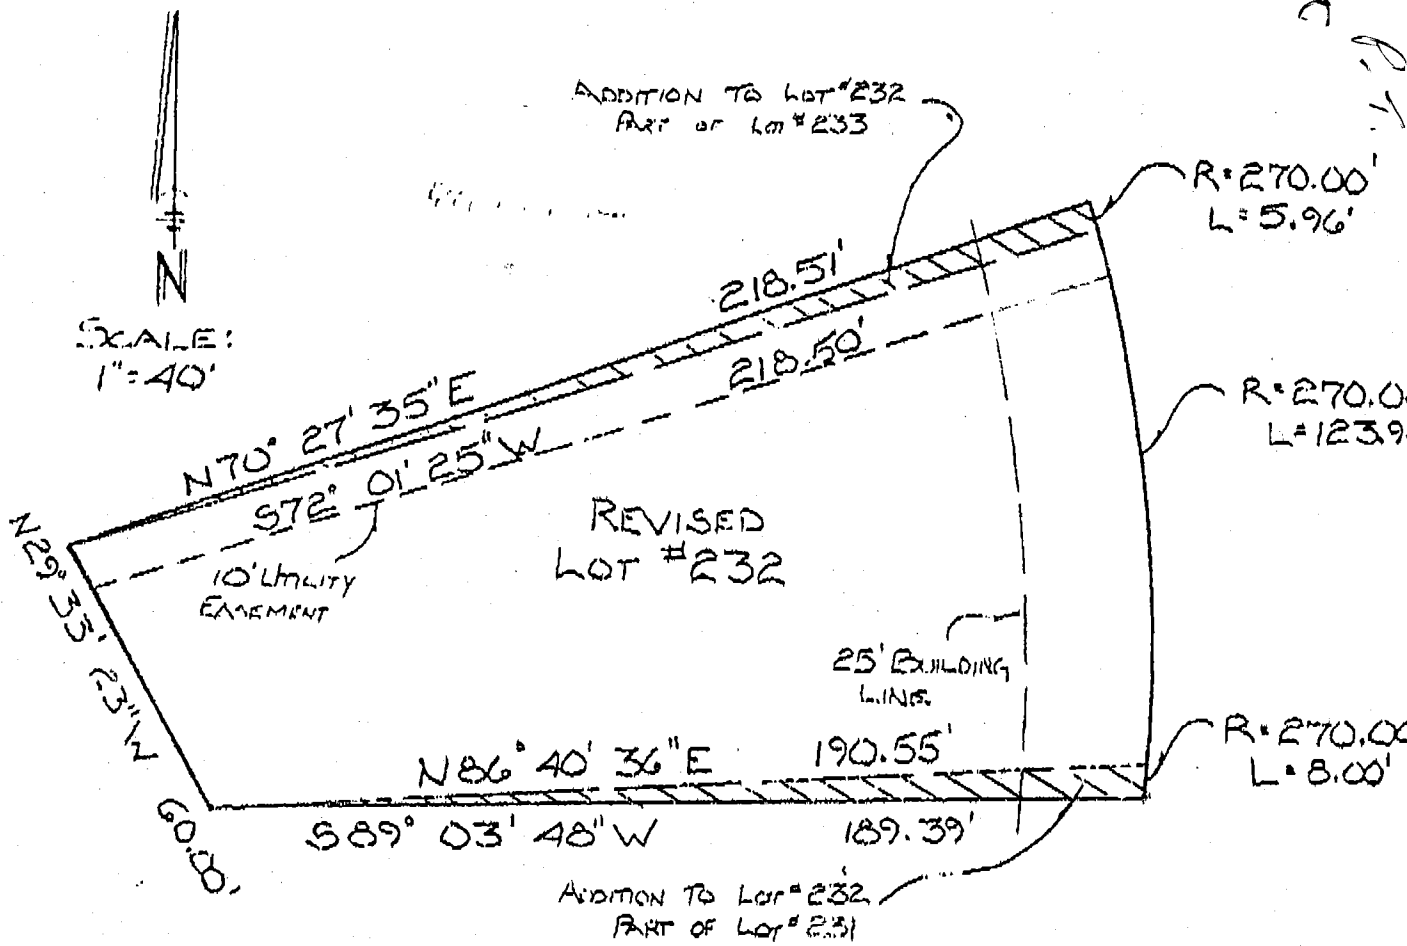 N
SCALE:
1"=40'
ADDITION TO LOT #232
PART OF LOT #233
R=270.00'
L=5.96'
218.51'
218.50'
N70° 27' 35"E
S72° 01' 25"W
R=270.0
L=123.9
REVISED
LOT #232
10' UTILITY
EASEMENT
N29° 33' 23"W
60.8
25' BUILDING
LINE
R=270.00
L=8.00'
N86° 40' 36"E 190.55'
S89° 03' 48"W 189.39'
ADDITION TO LOT #232
PART OF LOT #231